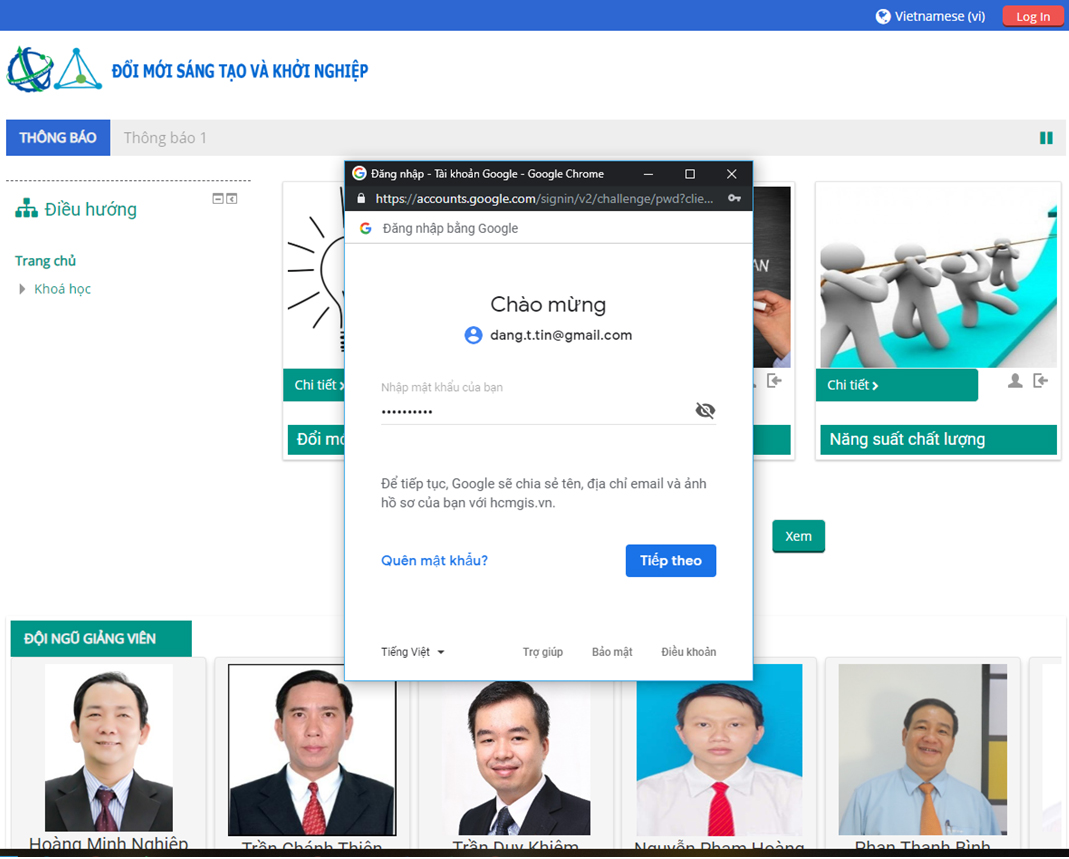 Vietnamese (vi)
Log In
ĐỔI MỚI SÁNG TẠO VÀ KHỞI NGHIỆP
THÔNG BÁO
Thông báo 1
Điều hướng
Trang chủ
Khoá học
Đăng nhập - Tài khoản Google - Google Chrome
https://accounts.google.com/signin/v2/challenge/pwd?clie...
Đăng nhập bằng Google
Chào mừng
dang.t.tin@gmail.com
Nhập mật khẩu của bạn
••••••••••
Để tiếp tục, Google sẽ chia sẻ tên, địa chỉ email và ảnh
hồ sơ của bạn với hcmgis.vn.
Quên mật khẩu?
Tiếp theo
Tiếng Việt
Trợ giúp
Bảo mật
Điều khoản
Chi tiết
Đổi
AN
Chi tiết
Năng suất chất lượng
Xem
ĐỘI NGŨ GIẢNG VIÊN
Hoàng Minh Nghiệp
Trần Chánh Thiện
Trần Duy Khiêm
Nguyễn Phạm Hoàng
Phan Thanh Bình